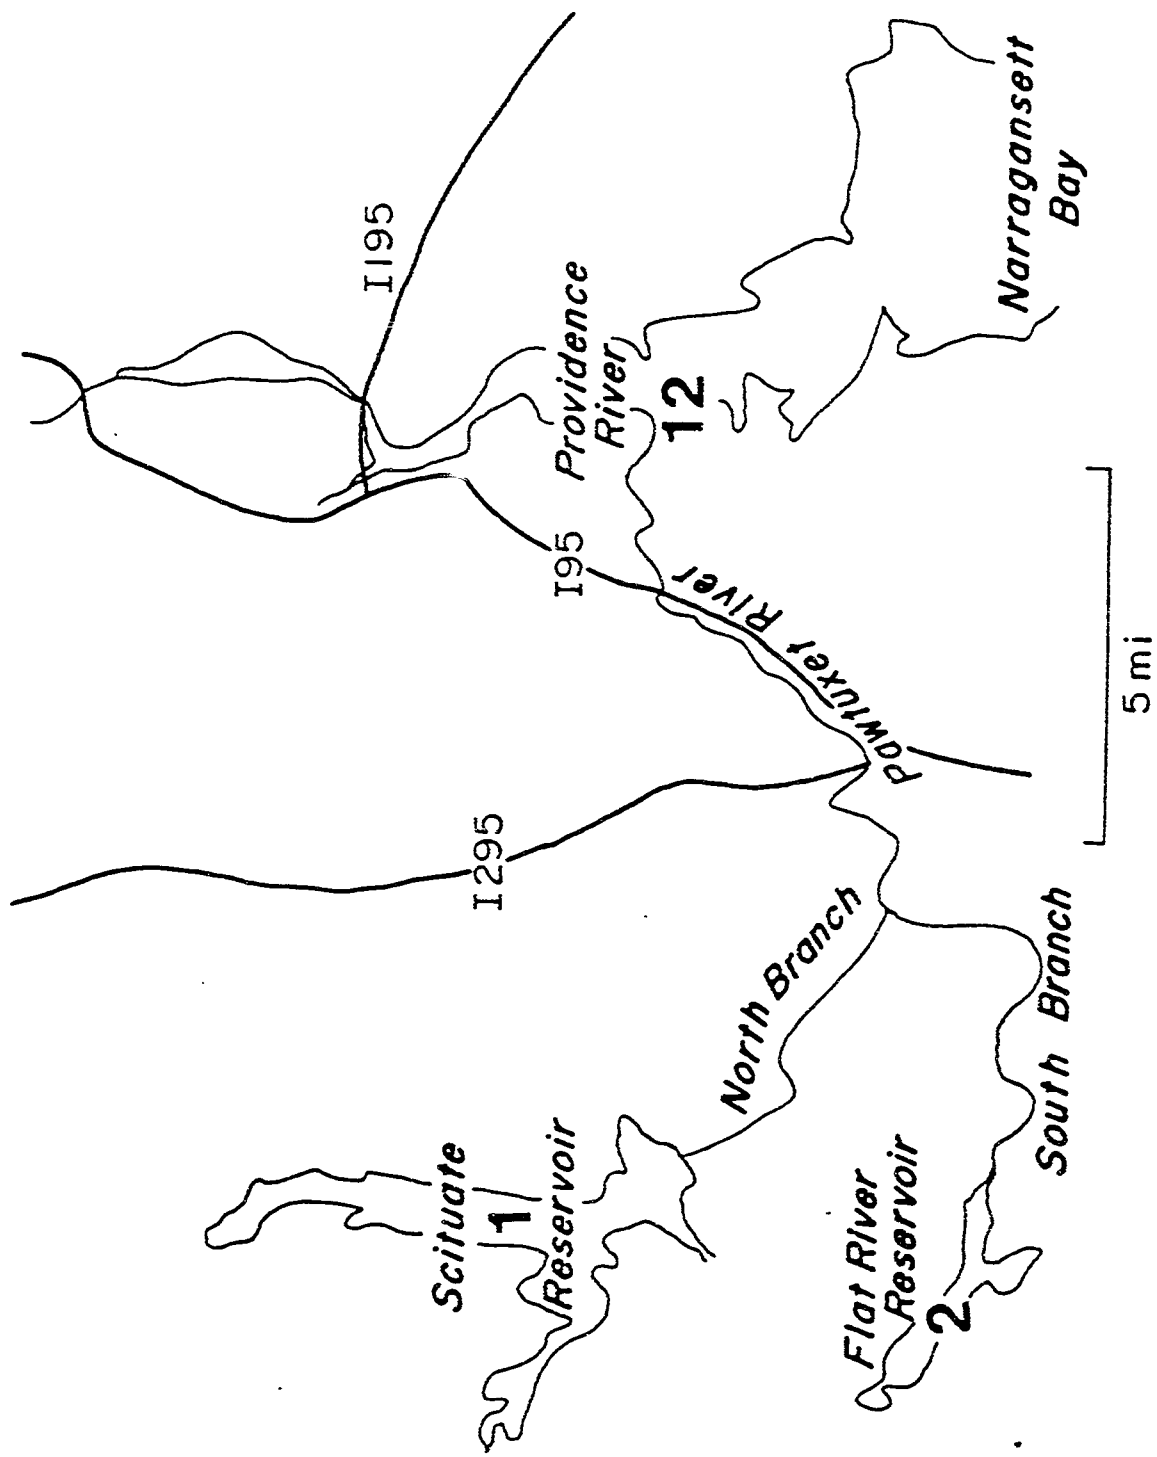 Scituate
1
Reservoir
Flat River
Reservoir
2
North Branch
South Branch
I295
Pawtuxet River
I95
I195
Providence
River
12
Narragansett
Bay
5 mi